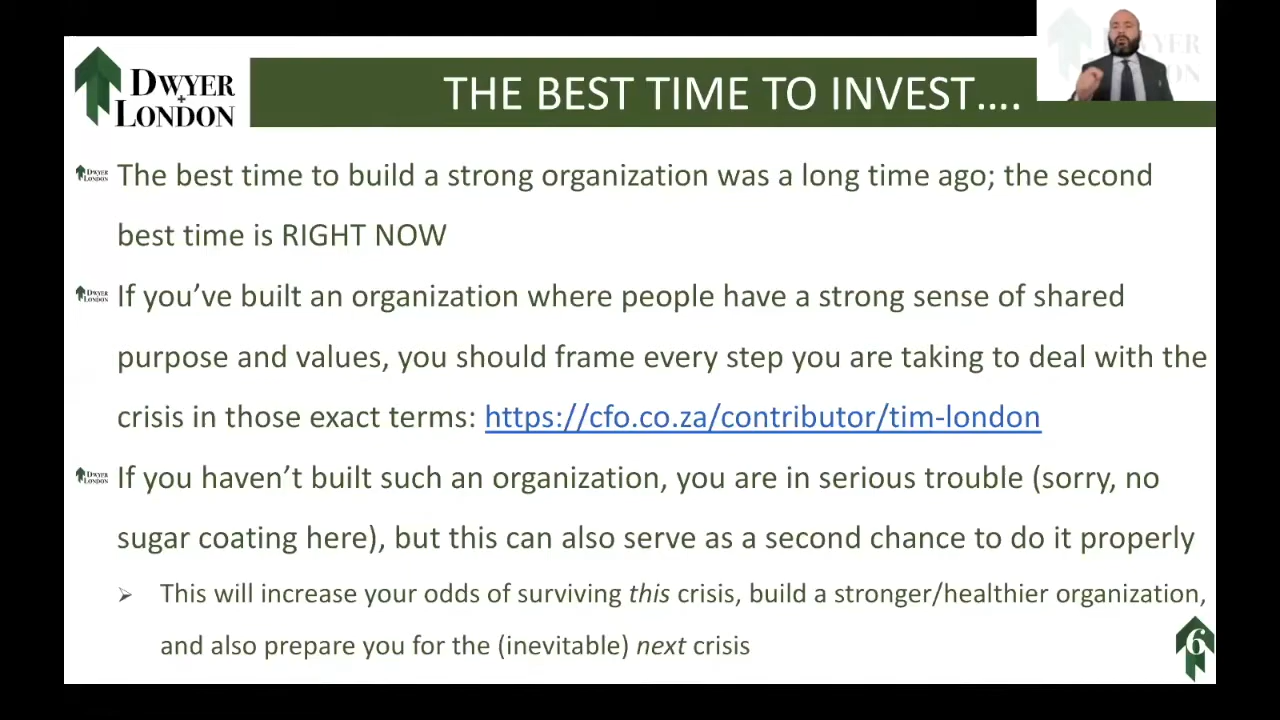 DWYER
+
LONDON
THE BEST TIME TO INVEST....
The best time to build a strong organization was a long time ago; the second
best time is RIGHT NOW
If you’ve built an organization where people have a strong sense of shared
purpose and values, you should frame every step you are taking to deal with the
crisis in those exact terms: https://cfo.co.za/contributor/tim-london
If you haven’t built such an organization, you are in serious trouble (sorry, no
sugar coating here), but this can also serve as a second chance to do it properly
This will increase your odds of surviving this crisis, build a stronger/healthier organization,
and also prepare you for the (inevitable) next crisis
6